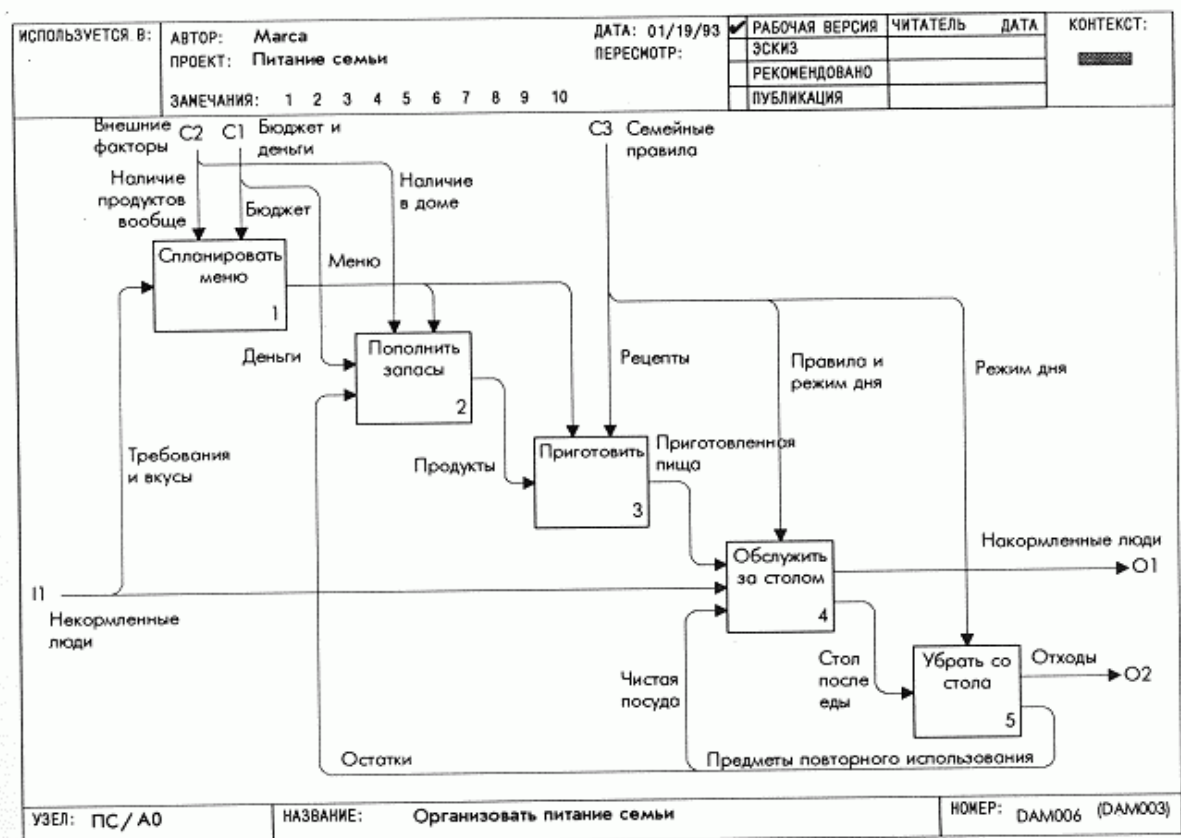 ИСПОЛЬЗУЕТСЯ В:
АВТОР: Marca
ДАТА: 01/19/93
ПРОЕКТ: Питание семьи
ПЕРЕСМОТР:
ЗАМЕЧАНИЯ: 1 2 3 4 5 6 7 8 9 10
✔ РАБОЧАЯ ВЕРСИЯ
ЭСКИЗ
РЕКОМЕНДОВАНО
ПУБЛИКАЦИЯ
ЧИТАТЕЛЬ ДАТА
КОНТЕКСТ:
Внешние
факторы
C2
C1
Бюджет и
деньги
C3
Семейные
правила
Наличие
продуктов
вообще
Бюджет
Наличие
в доме
Спланировать
меню
1
Меню
Деньги
Пополнить
запасы
2
Рецепты
Правила и
режим дня
Режим дня
Требования
и вкусы
Продукты
Приготовить
3
Приготовленная
пища
Обслужить
за столом
4
Накормленные люди
O1
I1
Некормленные
люди
Чистая
посуда
Стол
после
еды
Убрать со
стола
5
Отходы
O2
Остатки
Предметы повторного использования
УЗЕЛ: ПС/A0
НАЗВАНИЕ: Организовать питание семьи
НОМЕР: DAM006 (DAM003)